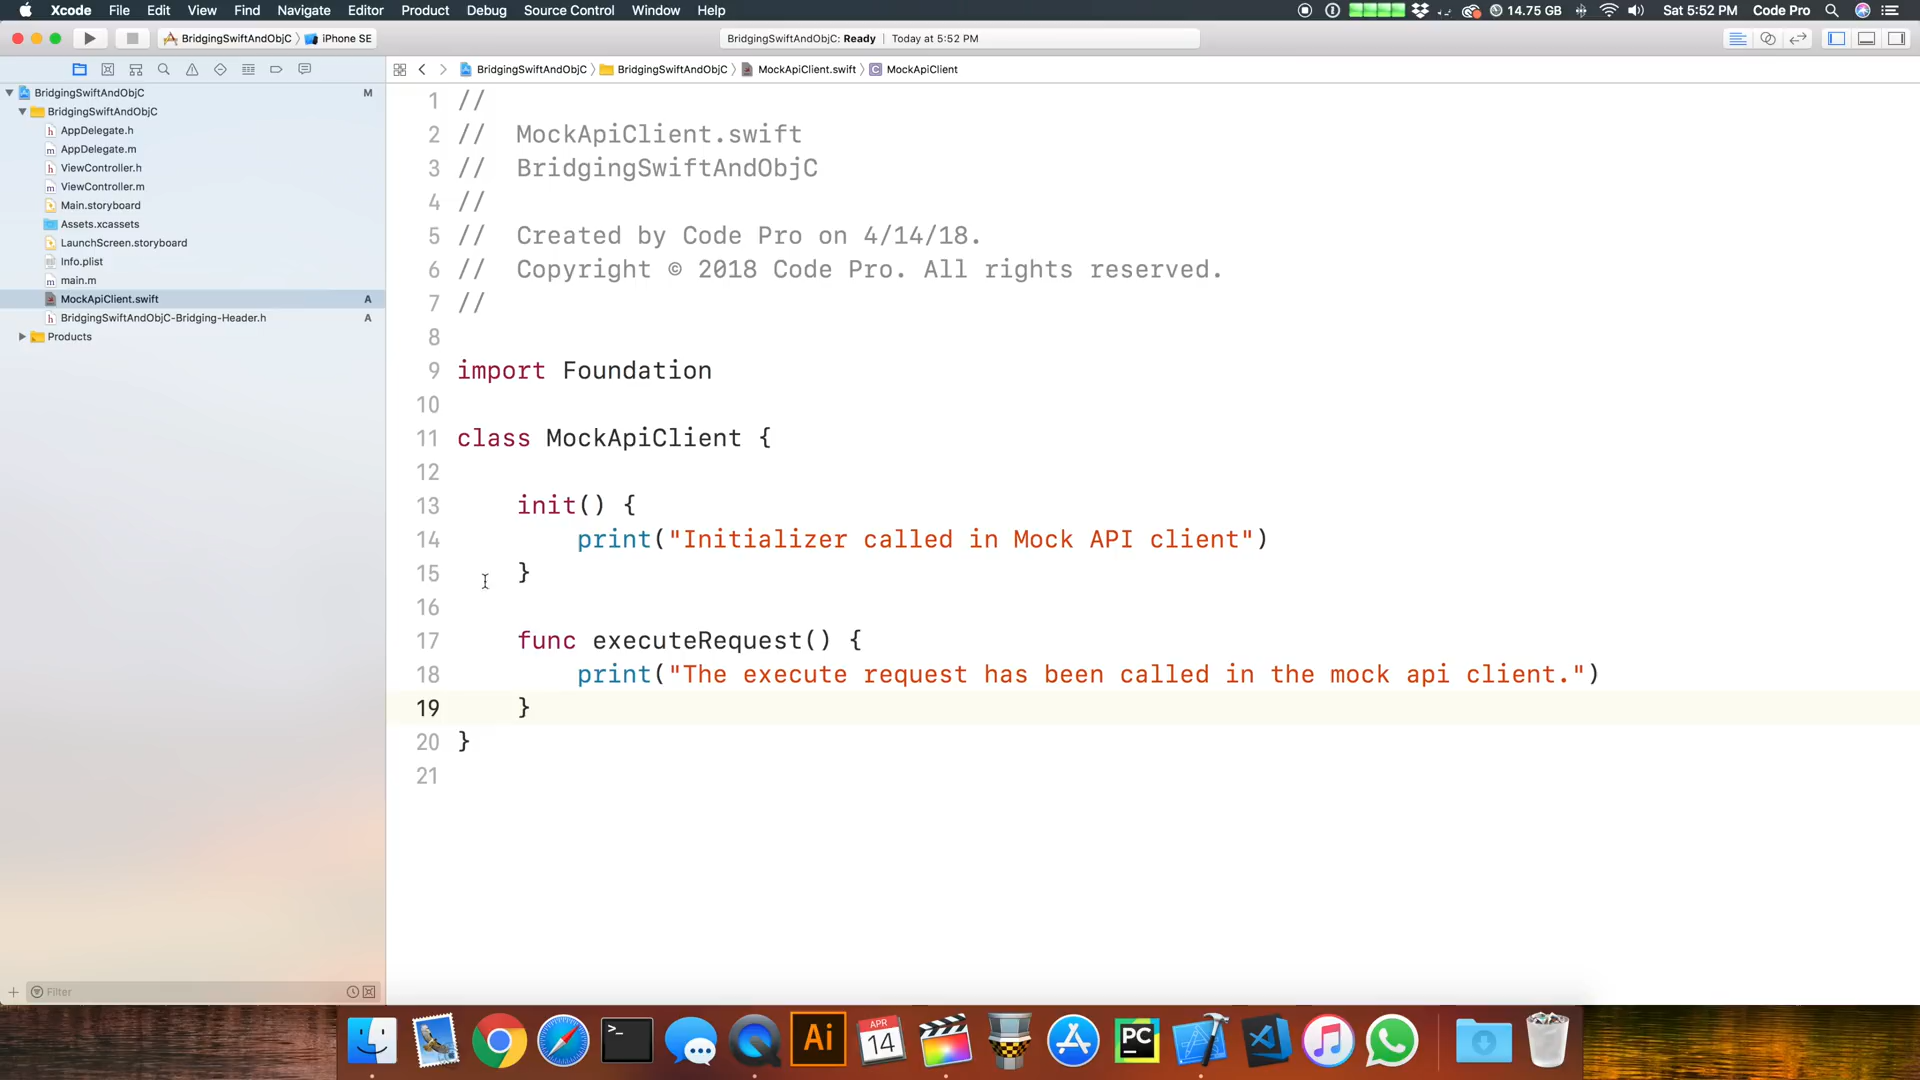 Xcode File Edit View Find Navigate Editor Product Debug Source Control Window Help
14.75 GB Sat 5:52 PM Code Pro
BridgingSwiftAndObjC iPhone SE
BridgingSwiftAndObjC: Ready Today at 5:52 PM
BridgingSwiftAndObjC BridgingSwiftAndObjC MockApiClient.swift C MockApiClient
BridgingSwiftAndObjC M
BridgingSwiftAndObjC
h AppDelegate.h
m AppDelegate.m
h ViewController.h
m ViewController.m
Main.storyboard
Assets.xcassets
LaunchScreen.storyboard
Info.plist
m main.m
MockApiClient.swift A
h BridgingSwiftAndObjC-Bridging-Header.h A
Products
Filter
1 //
2 // MockApiClient.swift
3 // BridgingSwiftAndObjC
4 //
5 // Created by Code Pro on 4/14/18.
6 // Copyright © 2018 Code Pro. All rights reserved.
7 //
8
9 import Foundation
10
11 class MockApiClient {
12
13 init() {
14 print("Initializer called in Mock API client")
15 }
16
17 func executeRequest() {
18 print("The execute request has been called in the mock api client.")
19 }
20 }
21
>_
Ai
APR
14
PC